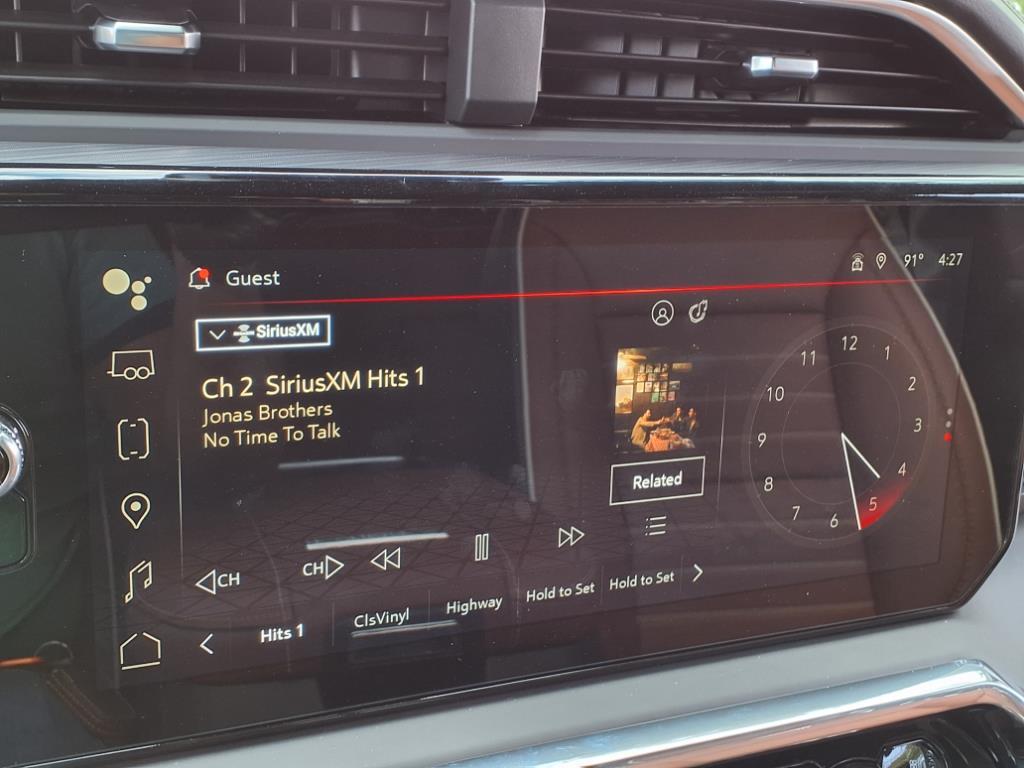 Guest
91° 4:27
SiriusXM
Ch 2 SiriusXM Hits 1
Jonas Brothers
No Time To Talk
Related
12
1
2
3
4
5
6
7
8
9
10
11
CH
CH
Hits 1
ClsVinyl
Highway
Hold to Set
Hold to Set